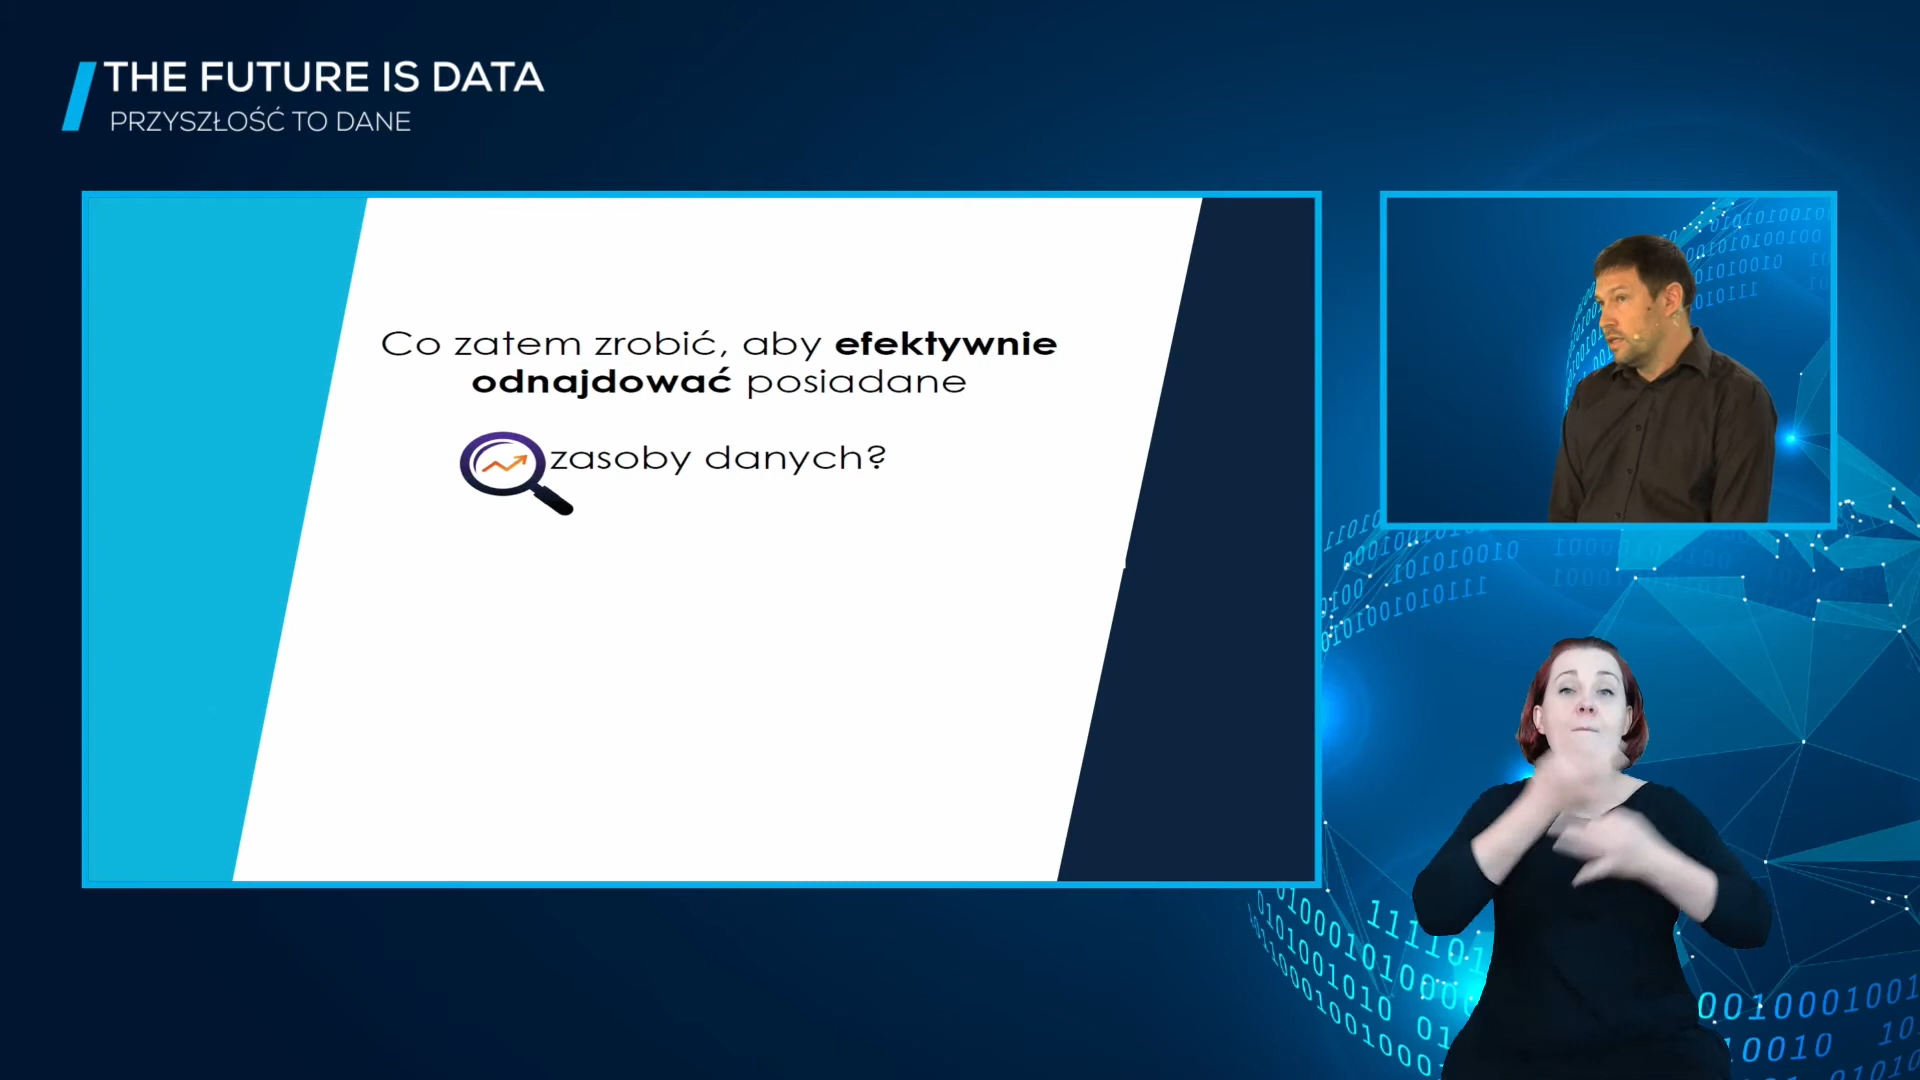 THE FUTURE IS DATA
PRZYSZŁOŚĆ TO DANE
Co zatem zrobić, aby efektywnie
odnajdować posiadane
zasoby danych?